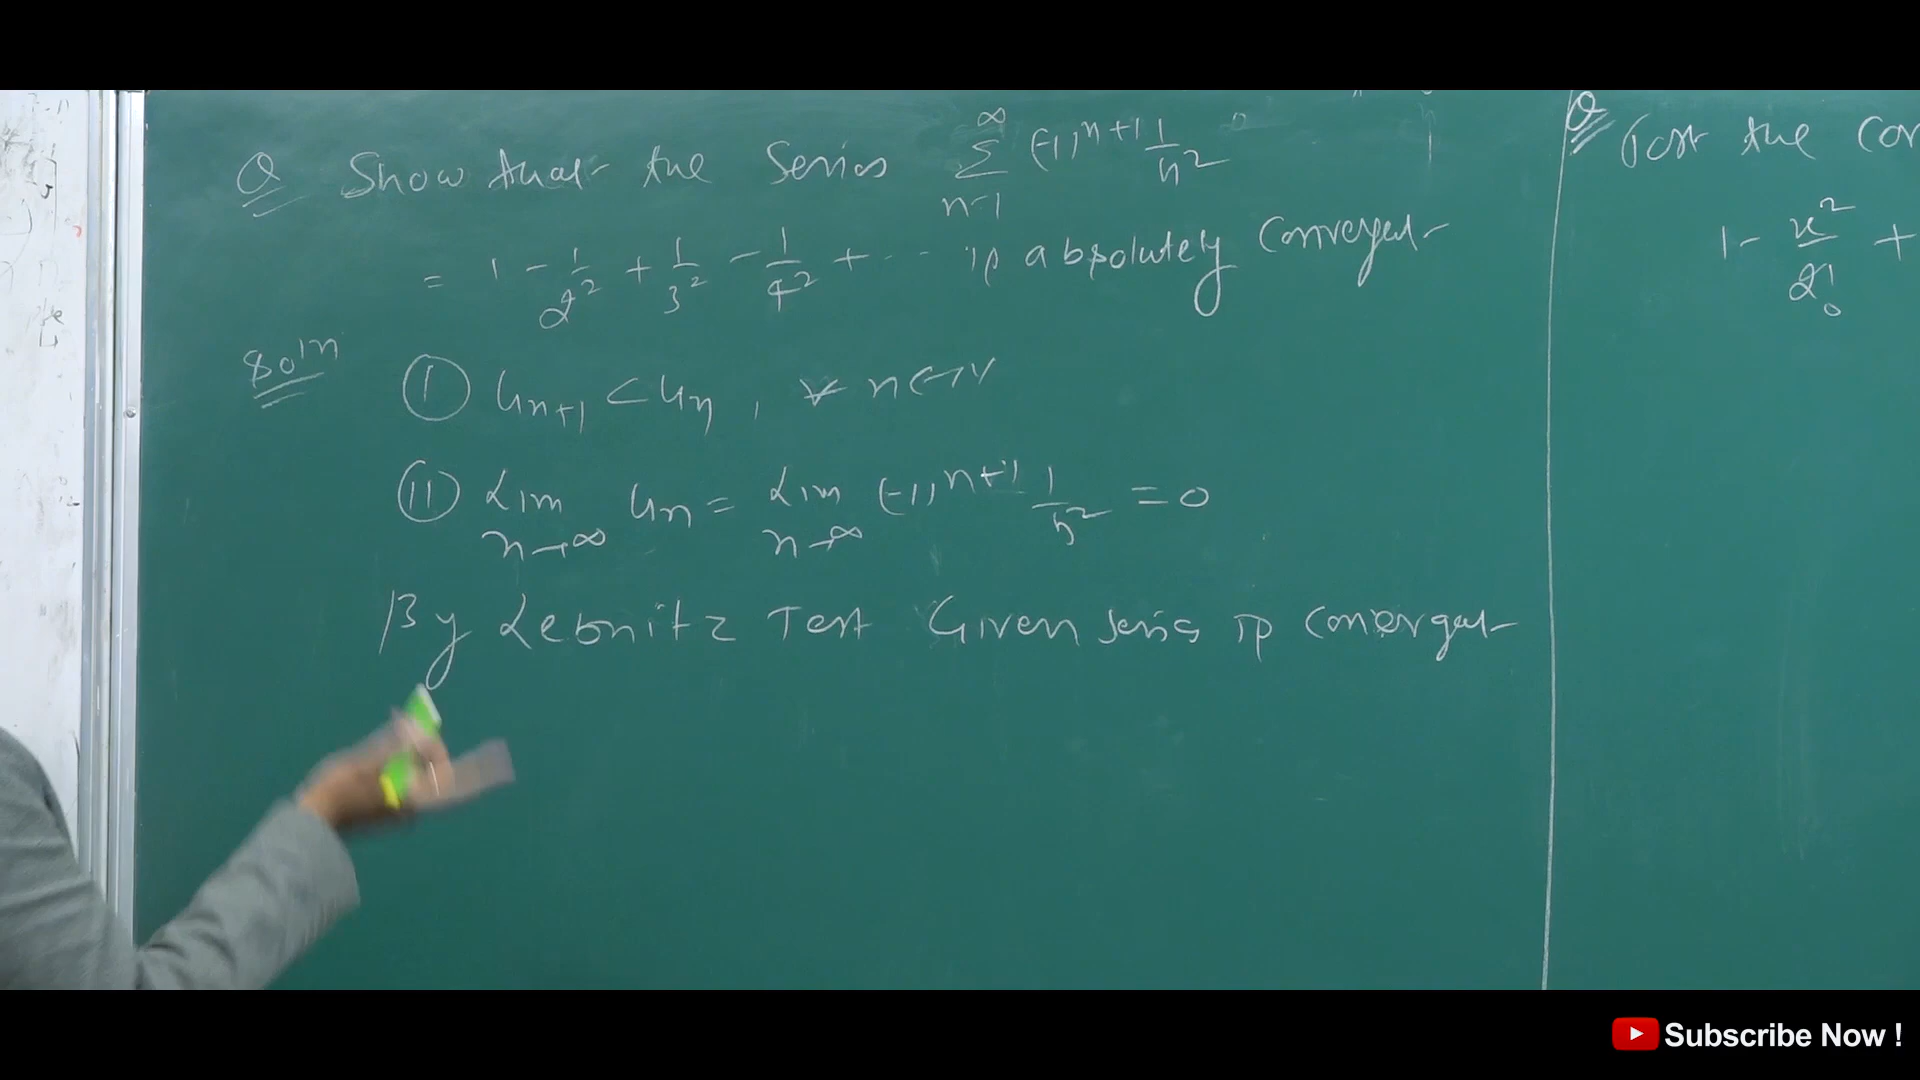 Q Show that the Series ∑_{n=1}^{∞} (-1)^{n+1} 1/n²
= 1 - 1/2² + 1/3² - 1/4² + ... is absolutely convergent
Soln (I) u_{n+1} < u_n, ∀ n ∈ N
(II) Lim_{n→∞} u_n = Lim_{n→∞} (-1)^{n+1} 1/n² = 0
By Lebnitz Test Given series is convergent
Q Test the Con
1 - x²/2! +
Subscribe Now !